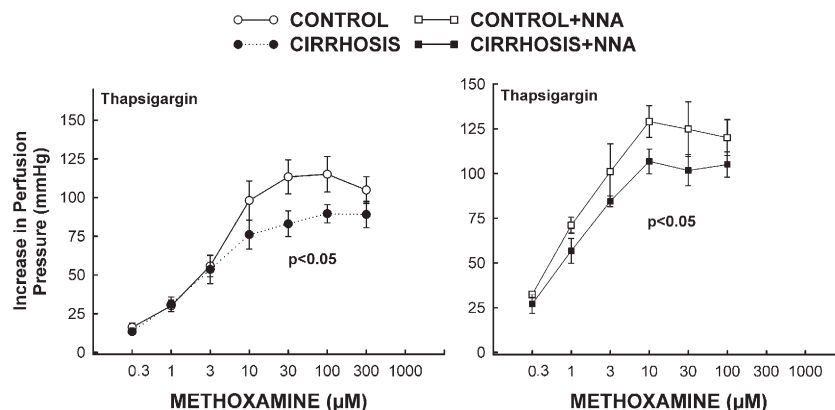 CONTROL CONTROL+NNA
CIRRHOSIS CIRRHOSIS+NNA
Thapsigargin
Increase in Perfusion
Pressure (mmHg)
150
125
100
75
50
25
0
p<0.05
0.3 1 3 10 30 100 300 1000
METHOXAMINE (µM)
Thapsigargin
150
125
100
75
50
25
0
p<0.05
0.3 1 3 10 30 100 300 1000
METHOXAMINE (µM)